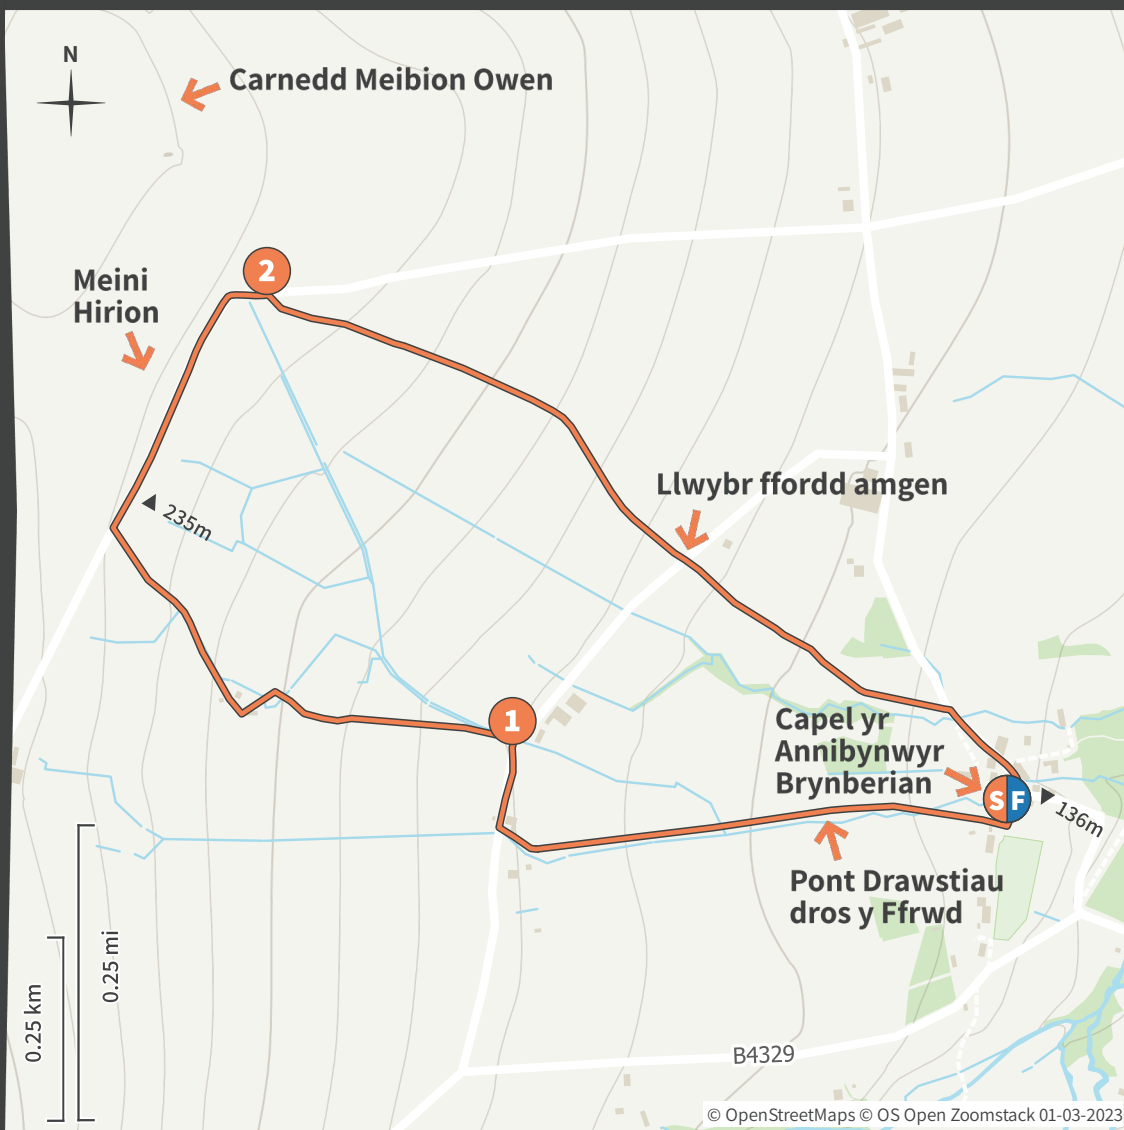 N
Carnedd Meibion Owen
2
Meini
Hirion
235m
Llwybr ffordd amgen
1
Capel yr
Annibynwyr
Brynberian
S F
136m
Pont Drawstiau
dros y Ffrwd
0.25 km
0.25 mi
B4329
© OpenStreetMaps © OS Open Zoomstack 01-03-2023